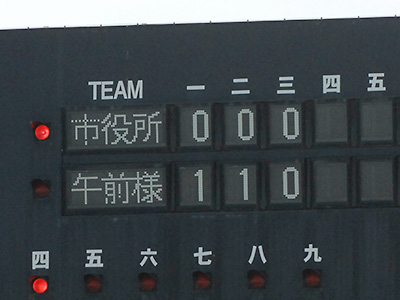 TEAM 一 二 三 四 五
市役所 0 0 0
午前様 1 1 0
四 五 六 七 八 九